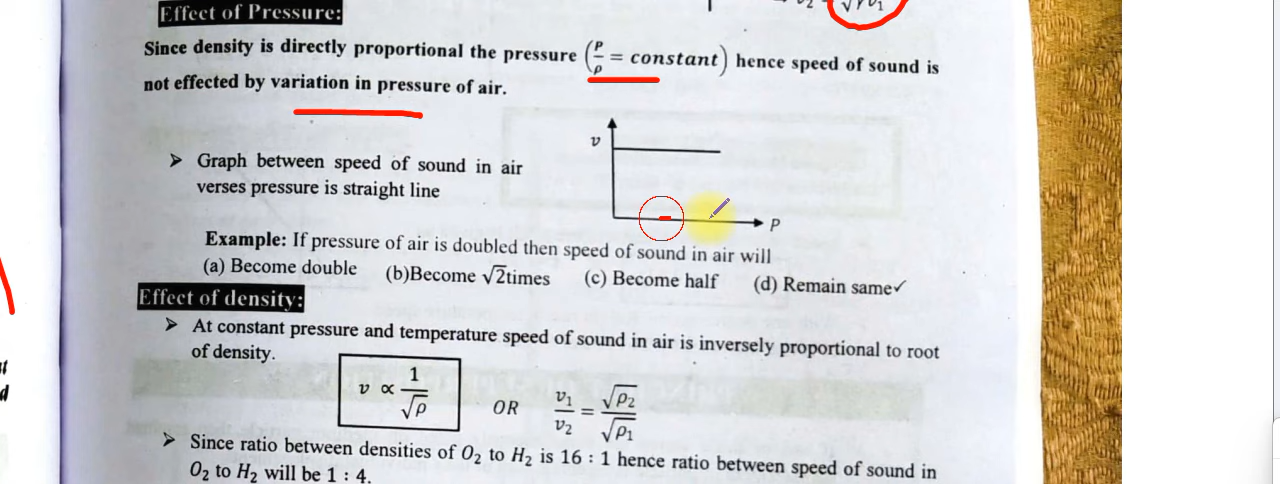 Effect of Pressure:
Since density is directly proportional the pressure (P/ρ = constant) hence speed of sound is
not effected by variation in pressure of air.
v
➤ Graph between speed of sound in air
verses pressure is straight line
P
Example: If pressure of air is doubled then speed of sound in air will
(a) Become double (b)Become √2times (c) Become half (d) Remain same✓
Effect of density:
➤ At constant pressure and temperature speed of sound in air is inversely proportional to root
of density.
v ∝ 1/√ρ OR v₁/v₂ = √ρ₂/√ρ₁
➤ Since ratio between densities of O₂ to H₂ is 16 : 1 hence ratio between speed of sound in
O₂ to H₂ will be 1 : 4.